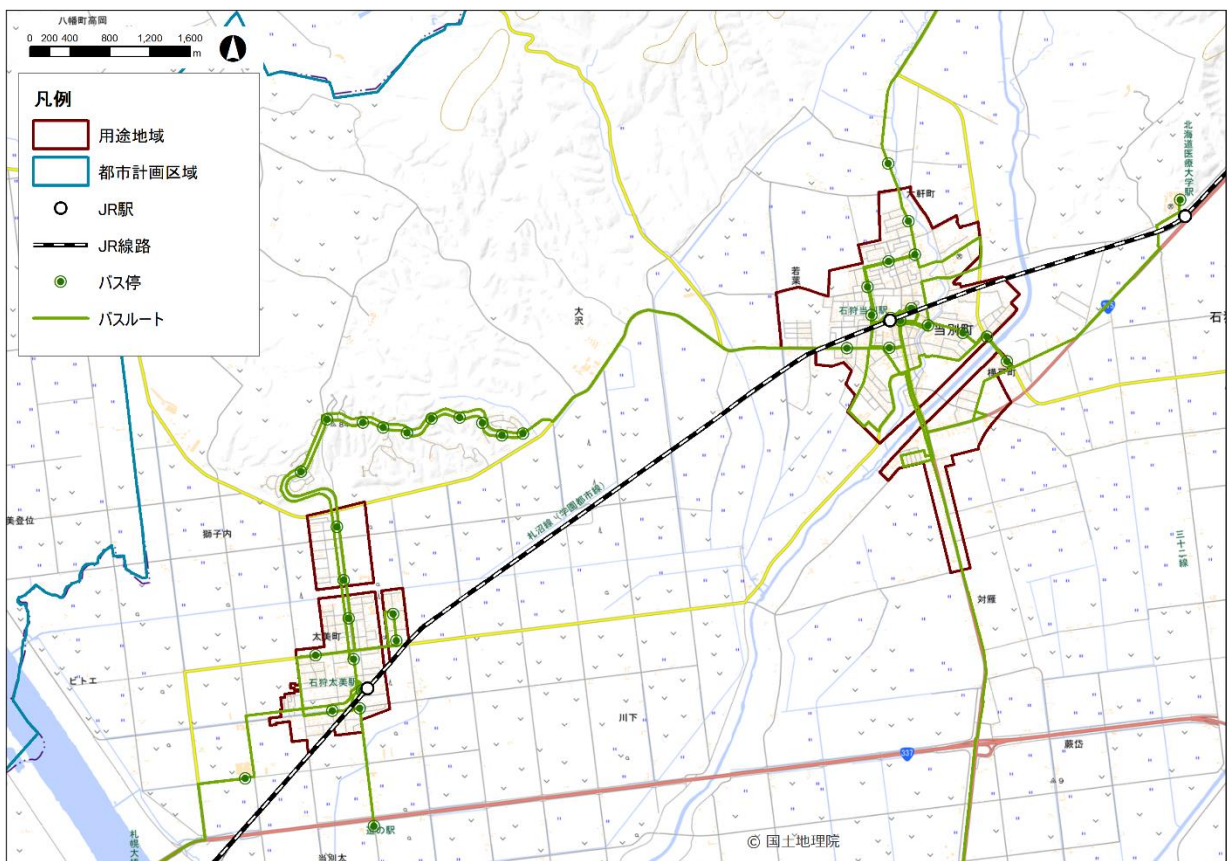 八幡町高岡
0 200 400 800 1,200 1,600
m
凡例
用途地域
都市計画区域
JR駅
JR線路
バス停
バスルート
北海道医療大学駅
六軒町
若葉
大沢
石狩当別駅
当別町
札沼線(学園都市線)
美登位
獅子内
三十二線
対雁
太美町
石狩太美駅
ビトエ
川下
蕨岱
337
道の駅
当別太
© 国土地理院